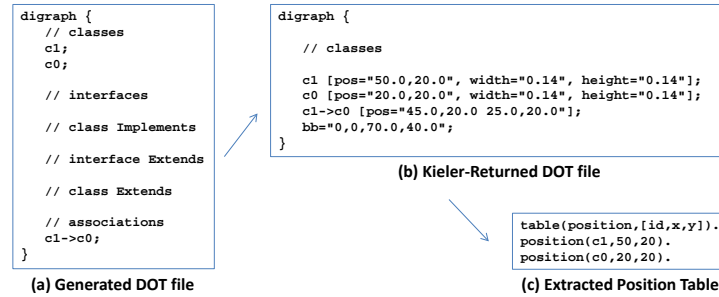 digraph {
// classes
c1;
c0;
// interfaces
// class Implements
// interface Extends
// class Extends
// associations
c1->c0;
}
(a) Generated DOT file
digraph {
// classes
c1 [pos="50.0,20.0", width="0.14", height="0.14"];
c0 [pos="20.0,20.0", width="0.14", height="0.14"];
c1->c0 [pos="45.0,20.0 25.0,20.0"];
bb="0,0,70.0,40.0";
}
(b) Kieler-Returned DOT file
table(position,[id,x,y]).
position(c1,50,20).
position(c0,20,20).
(c) Extracted Position Table